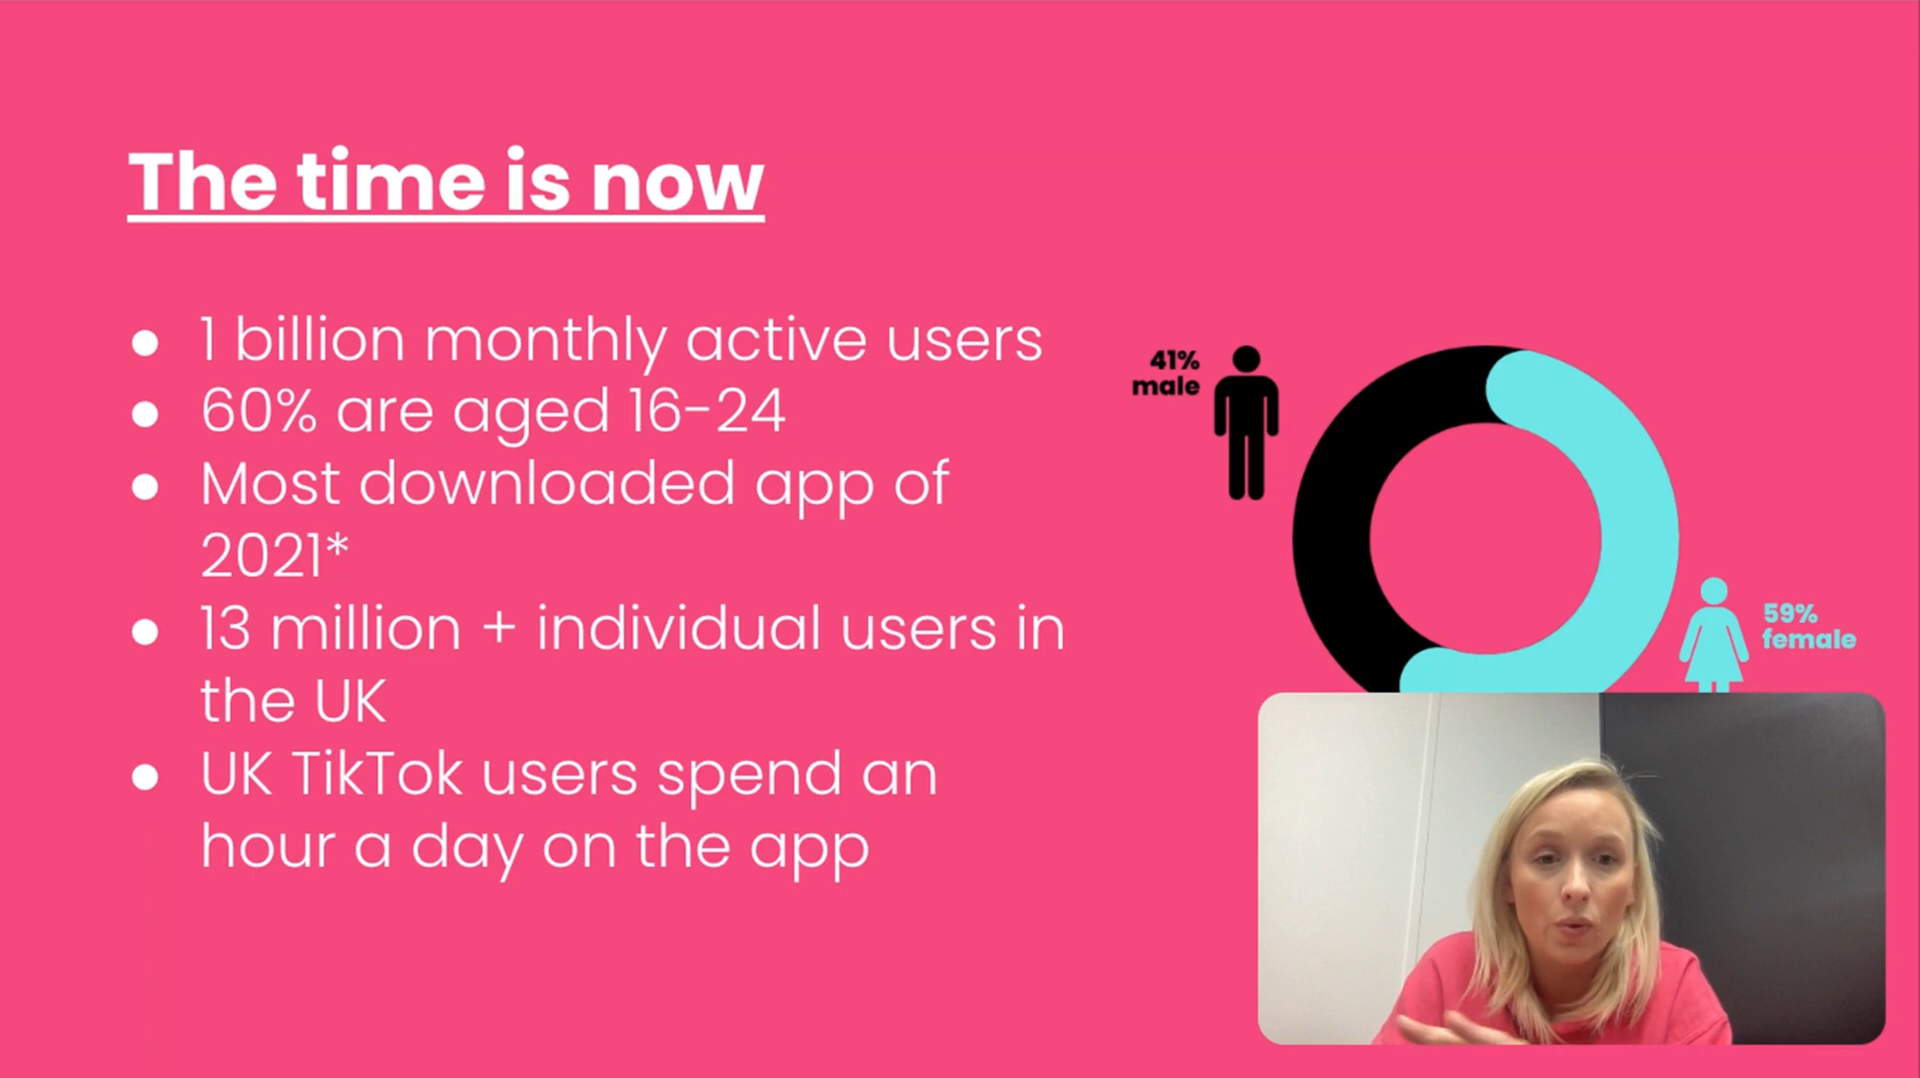 The time is now
● 1 billion monthly active users
● 60% are aged 16-24
● Most downloaded app of
2021*
● 13 million + individual users in
the UK
● UK TikTok users spend an
hour a day on the app
41%
male
59%
female